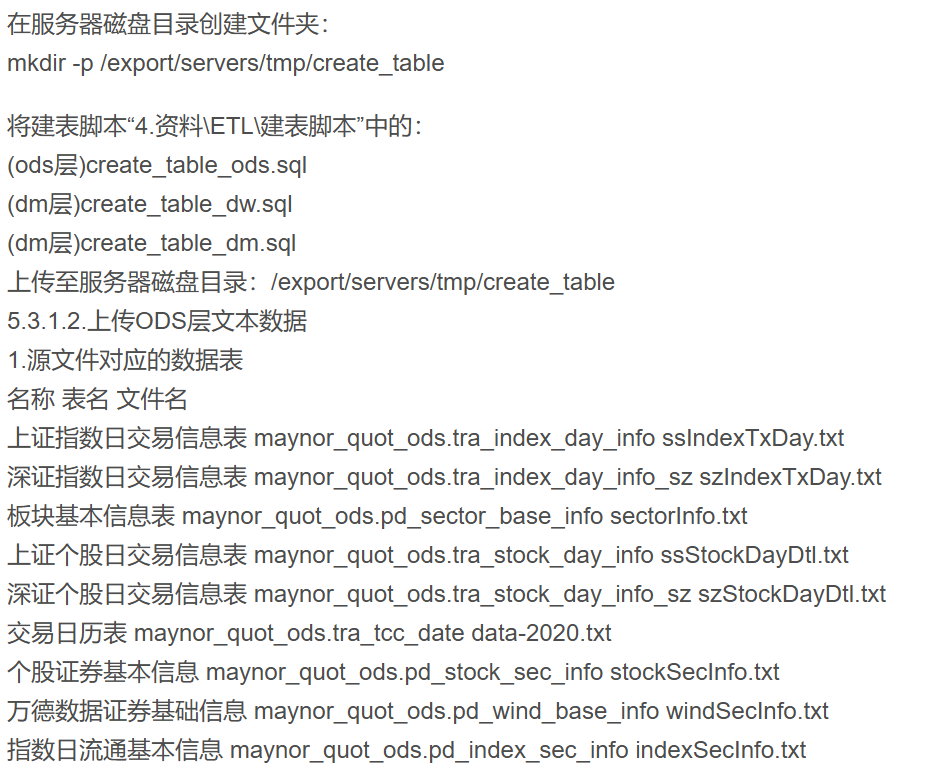 在服务器磁盘目录创建文件夹：
mkdir -p /export/servers/tmp/create_table
将建表脚本“4.资料\ETL\建表脚本”中的：
(ods层)create_table_ods.sql
(dm层)create_table_dw.sql
(dm层)create_table_dm.sql
上传至服务器磁盘目录：/export/servers/tmp/create_table
5.3.1.2.上传ODS层文本数据
1.源文件对应的数据表
名称 表名 文件名
上证指数日交易信息表 maynor_quot_ods.tra_index_day_info ssIndexTxDay.txt
深证指数日交易信息表 maynor_quot_ods.tra_index_day_info_sz szIndexTxDay.txt
板块基本信息表 maynor_quot_ods.pd_sector_base_info sectorInfo.txt
上证个股日交易信息表 maynor_quot_ods.tra_stock_day_info ssStockDayDtl.txt
深证个股日交易信息表 maynor_quot_ods.tra_stock_day_info_sz szStockDayDtl.txt
交易日历表 maynor_quot_ods.tra_tcc_date data-2020.txt
个股证券基本信息 maynor_quot_ods.pd_stock_sec_info stockSecInfo.txt
万德数据证券基础信息 maynor_quot_ods.pd_wind_base_info windSecInfo.txt
指数日流通基本信息 maynor_quot_ods.pd_index_sec_info indexSecInfo.txt